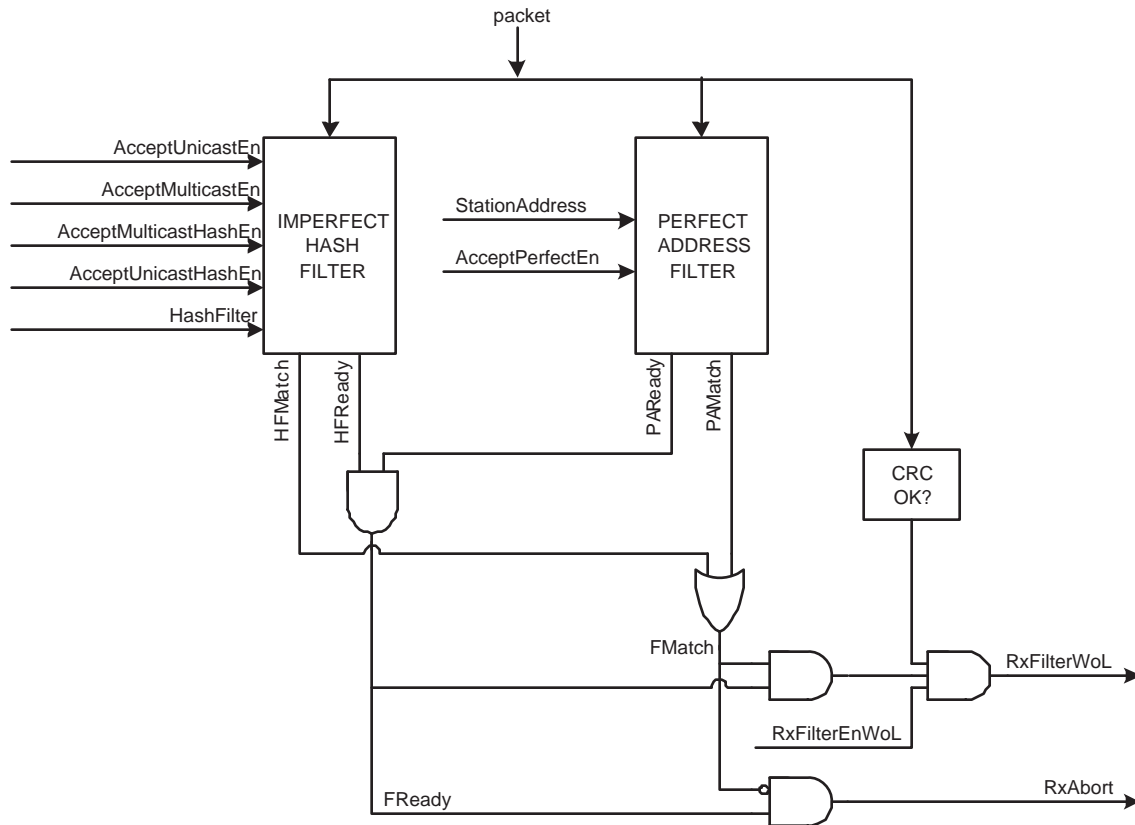 packet
AcceptUnicastEn
AcceptMulticastEn
AcceptMulticastHashEn
AcceptUnicastHashEn
HashFilter
IMPERFECT
HASH
FILTER
StationAddress
AcceptPerfectEn
PERFECT
ADDRESS
FILTER
HFMatch
HFReady
PAReady
PAMatch
CRC
OK?
FMatch
RxFilterWoL
RxFilterEnWoL
FReady
RxAbort